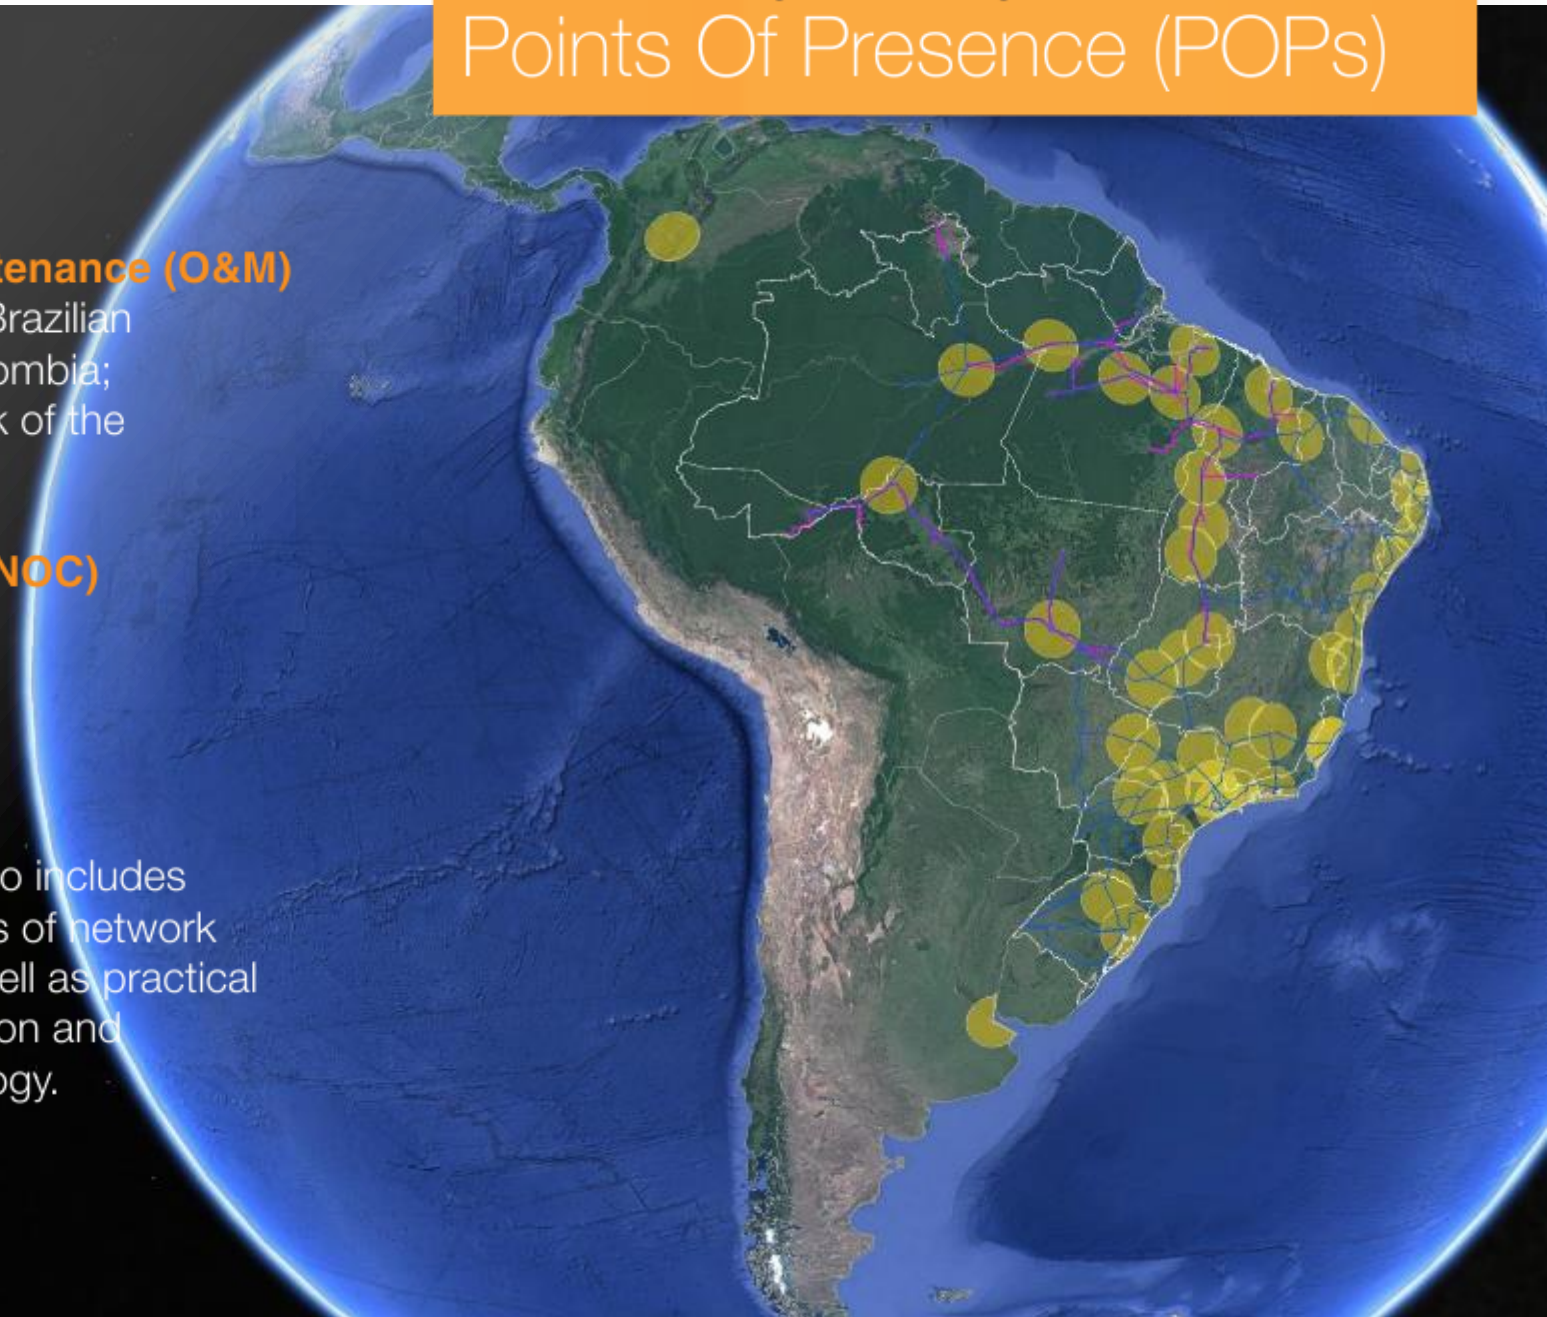 Points Of Presence (POPs)
tenance (O&M)
Brazilian
ombia;
k of the
NOC)
o includes
s of network
ell as practical
on and
ogy.